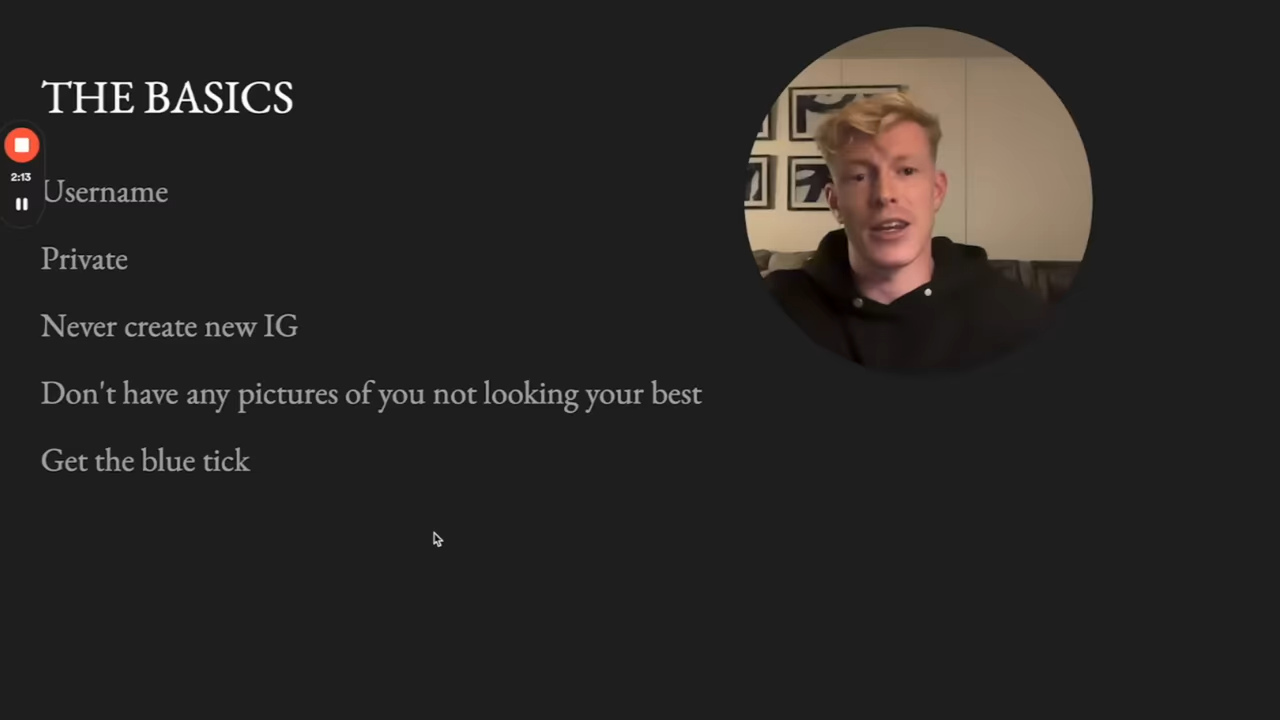 THE BASICS
2:13
Username
Private
Never create new IG
Don't have any pictures of you not looking your best
Get the blue tick